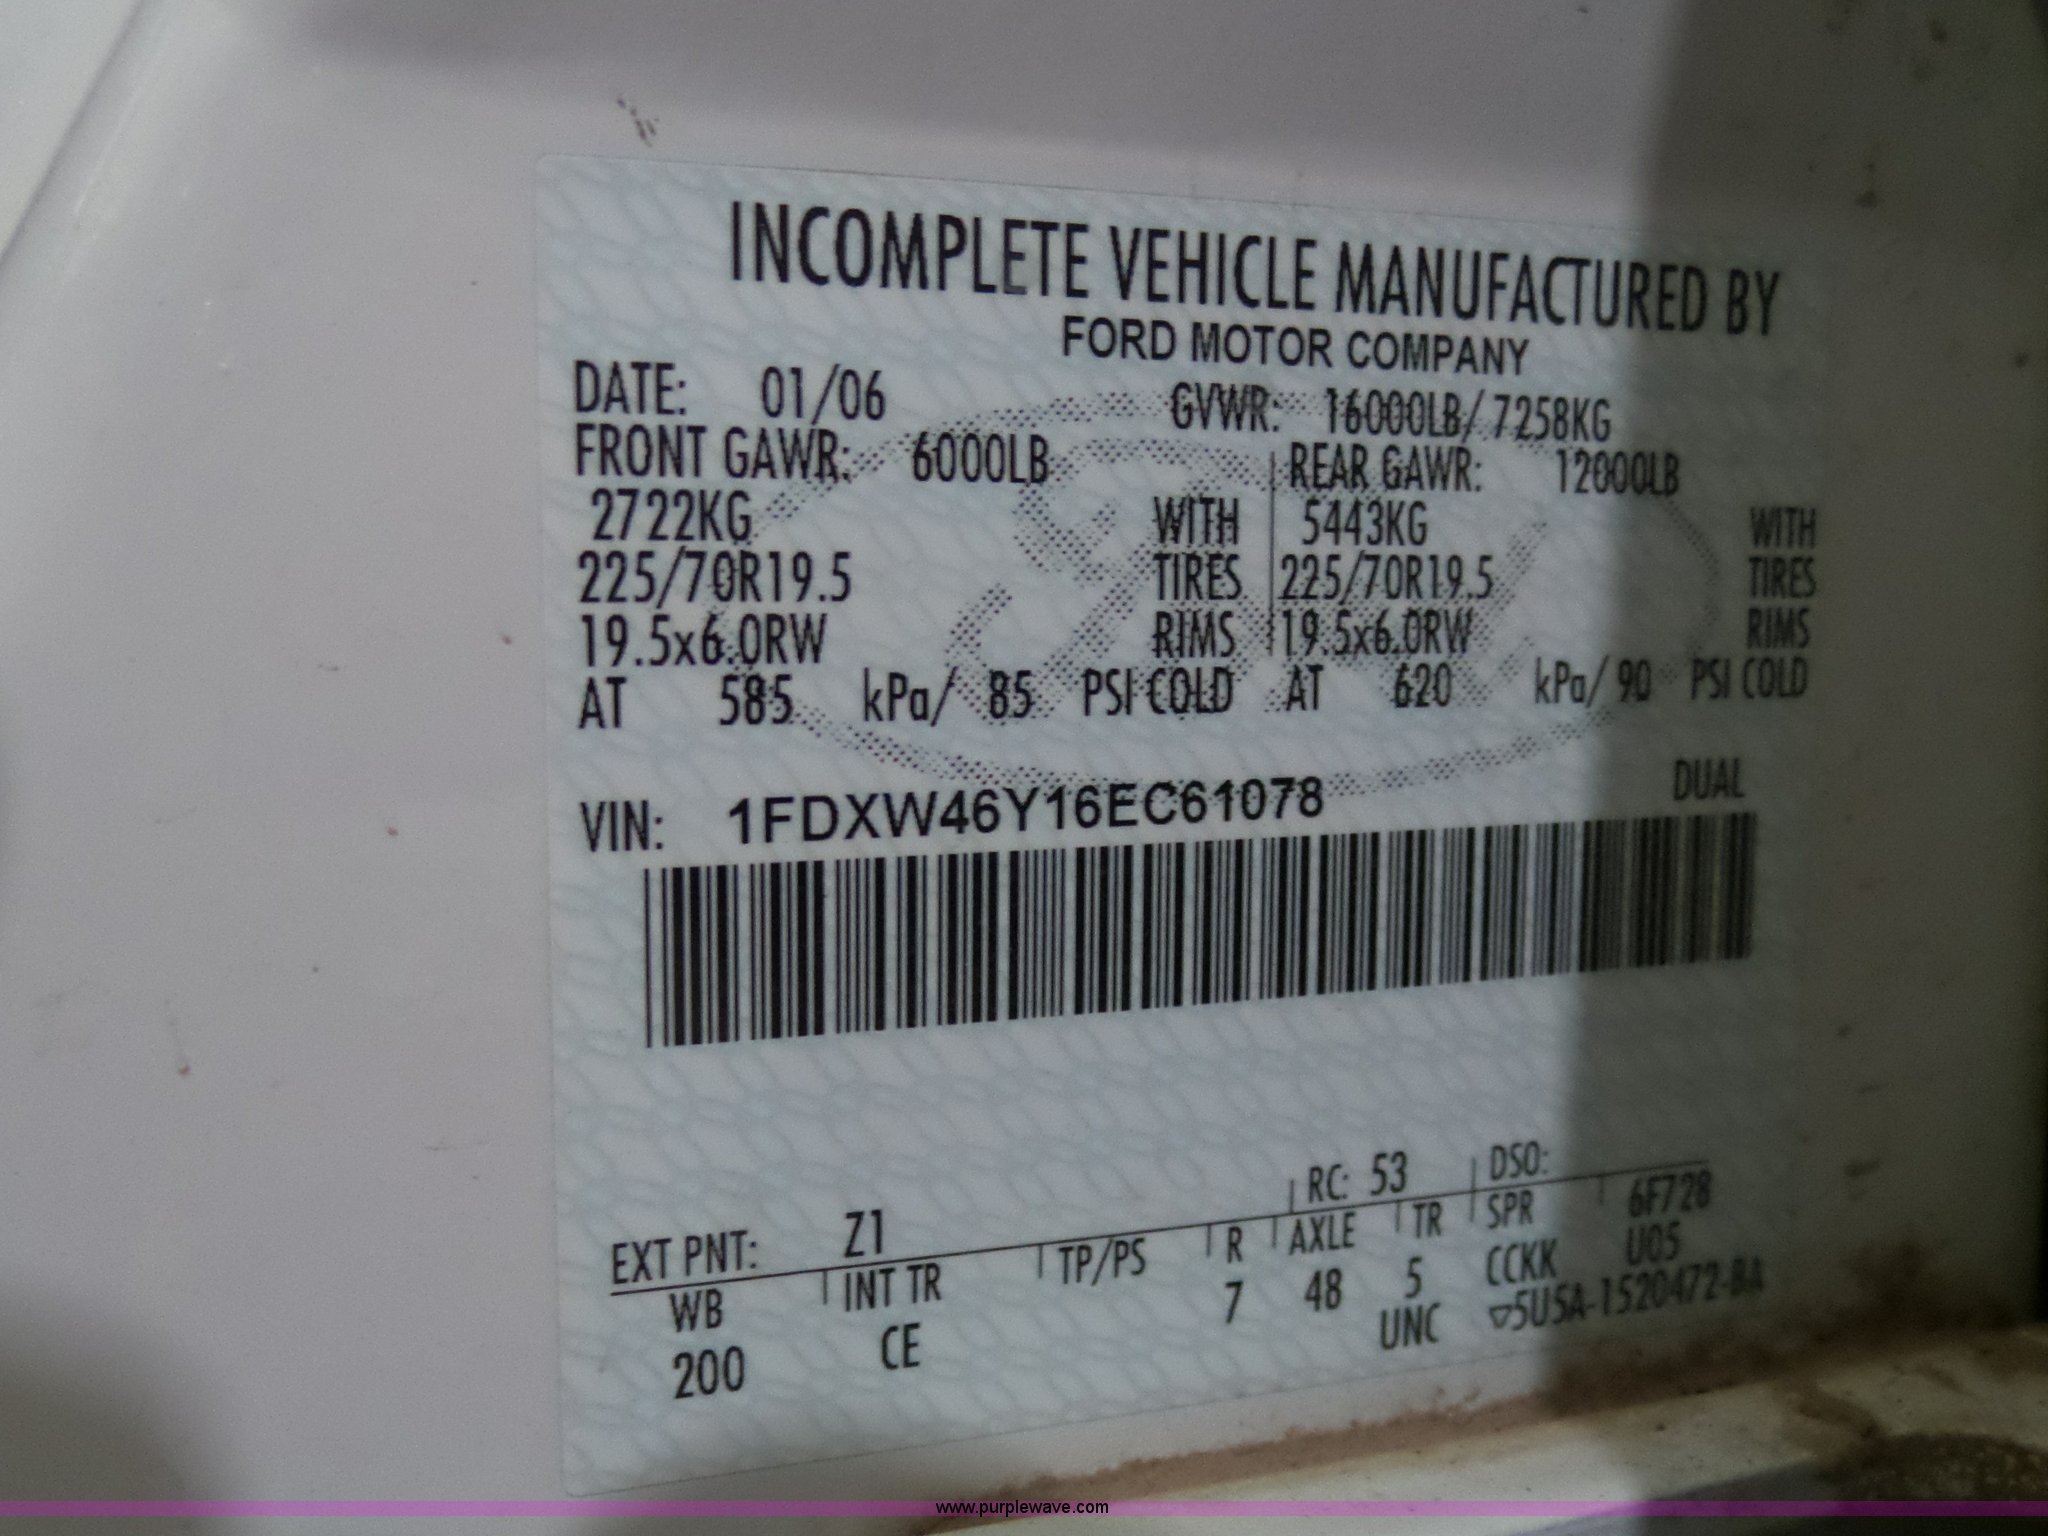 INCOMPLETE VEHICLE MANUFACTURED BY
FORD MOTOR COMPANY
DATE: 01/06 GVWR: 16000LB/ 7258KG
FRONT GAWR: 6000LB REAR GAWR: 12000LB
2722KG WITH 5443KG WITH
225/70R19.5 TIRES 225/70R19.5 TIRES
19.5x6.0RW RIMS 19.5x6.0RW RIMS
AT 585 kPa/ 85 PSI COLD AT 620 kPa/ 90 PSI COLD
DUAL
VIN: 1FDXW46Y16EC61078
EXT PNT: Z1 RC: 53 DSO:
WB INT TR TP/PS R AXLE TR SPR 6F728
200 CE 7 48 5 CCKK U05
UNC ▽5U5A-1520472-BA
www.purplewave.com